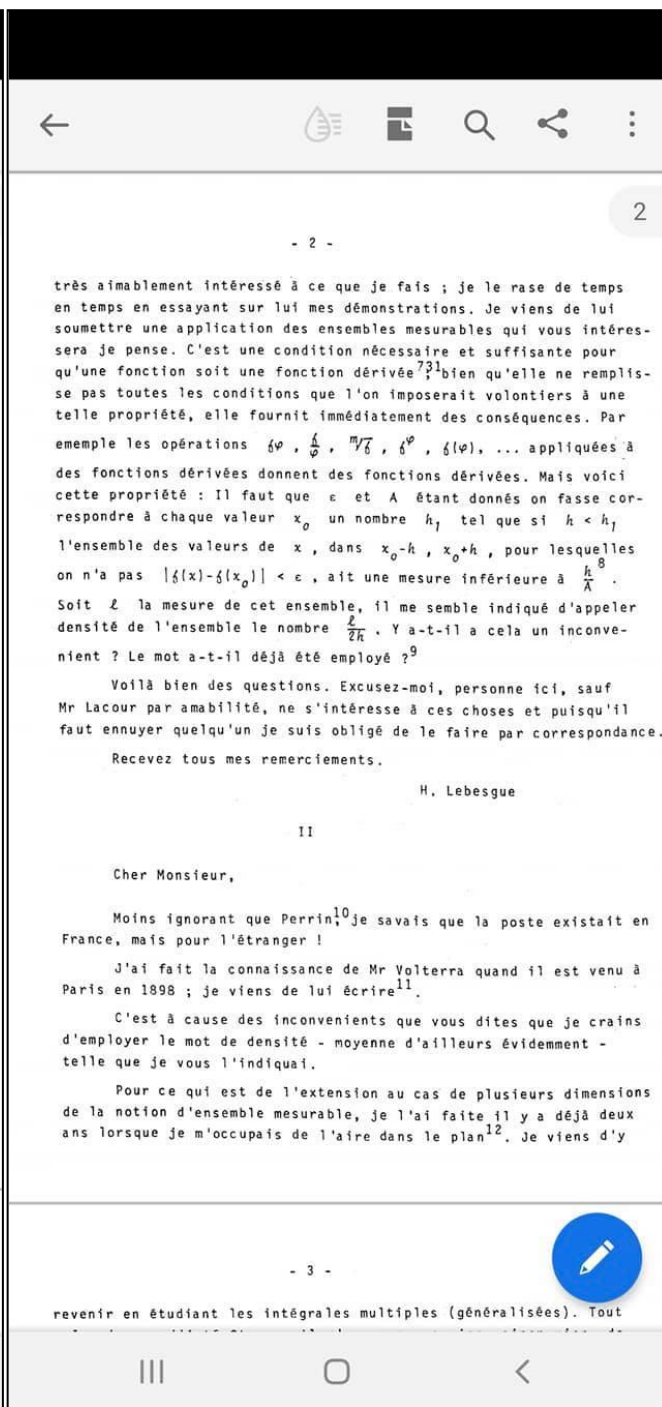 2
- 2 -
très aimablement intéressé à ce que je fais ; je le rase de temps
en temps en essayant sur lui mes démonstrations. Je viens de lui
soumettre une application des ensembles mesurables qui vous intéres-
sera je pense. C'est une condition nécessaire et suffisante pour
qu'une fonction soit une fonction dérivée bien qu'elle ne remplis-
se pas toutes les conditions que l'on imposerait volontiers à une
telle propriété, elle fournit immédiatement des conséquences. Par
ememple les opérations fφ , f/φ , ᵐ√f , f^φ , f(φ), ... appliquées à
des fonctions dérivées donnent des fonctions dérivées. Mais voici
cette propriété : Il faut que ε et A étant donnés on fasse cor-
respondre à chaque valeur x₀ un nombre h₁ tel que si h < h₁
l'ensemble des valeurs de x , dans x₀-h , x₀+h , pour lesquelles
on n'a pas |f(x)-f(x₀)| < ε , ait une mesure inférieure à h/A ⁸.
Soit ℓ la mesure de cet ensemble, il me semble indiqué d'appeler
densité de l'ensemble le nombre ℓ/2h . Y a-t-il a cela un inconve-
nient ? Le mot a-t-il déjà été employé ?⁹
Voilà bien des questions. Excusez-moi, personne ici, sauf
Mr Lacour par amabilité, ne s'intéresse à ces choses et puisqu'il
faut ennuyer quelqu'un je suis obligé de le faire par correspondance.
Recevez tous mes remerciements.
H. Lebesgue
II
Cher Monsieur,
Moins ignorant que Perrin,¹⁰ je savais que la poste existait en
France, mais pour l'étranger !
J'ai fait la connaissance de Mr Volterra quand il est venu à
Paris en 1898 ; je viens de lui écrire¹¹.
C'est à cause des inconvenients que vous dites que je crains
d'employer le mot de densité - moyenne d'ailleurs évidemment -
telle que je vous l'indiquai.
Pour ce qui est de l'extension au cas de plusieurs dimensions
de la notion d'ensemble mesurable, je l'ai faite il y a déjà deux
ans lorsque je m'occupais de l'aire dans le plan¹². Je viens d'y
- 3 -
revenir en étudiant les intégrales multiples (généralisées). Tout